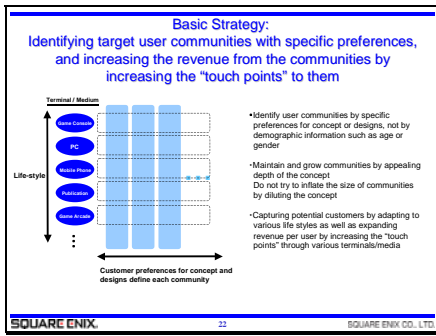 Basic Strategy:
Identifying target user communities with specific preferences,
and increasing the revenue from the communities by
increasing the “touch points” to them
Terminal / Medium
Game Console
PC
Mobile Phone
Publication
Game Arcade
Life-style
Customer preferences for concept and
designs define each community
•Identify user communities by specific
preferences for concept or designs, not by
demographic information such as age or
gender
·Maintain and grow communities by appealing
depth of the concept
Do not try to inflate the size of communities
by diluting the concept
·Capturing potential customers by adapting to
various life styles as well as expanding
revenue per user by increasing the “touch
points” through various terminals/media
SQUARE ENIX.
22
SQUARE ENIX CO., LTD.